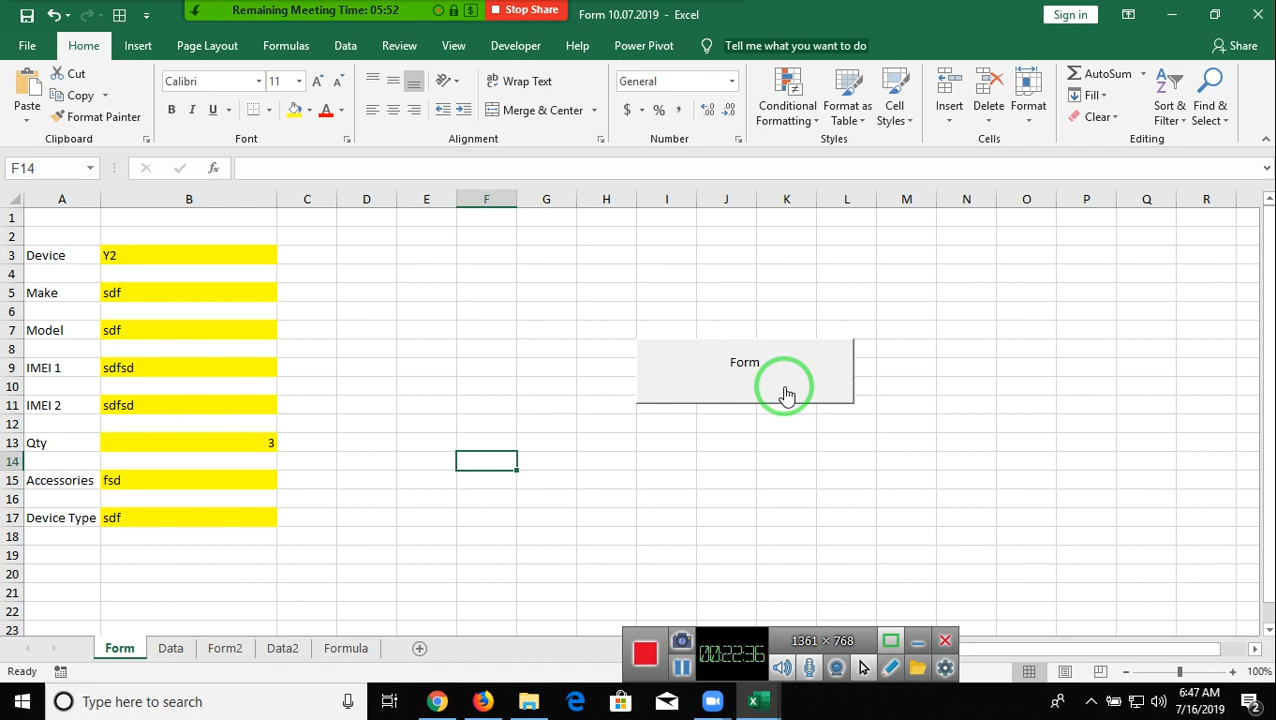 Remaining Meeting Time: 05:52
Stop Share
Form 10.07.2019 - Excel
Sign in
File Home Insert Page Layout Formulas Data Review View Developer Help Power Pivot Tell me what you want to do Share
Paste
Cut
Copy
Format Painter
Clipboard
Calibri 11
B I U
Font
Wrap Text
Merge & Center
Alignment
General
$ % ,
Number
Conditional Formatting
Format as Table
Cell Styles
Styles
Insert
Delete
Format
Cells
AutoSum
Fill
Clear
Sort & Filter
Find & Select
Editing
F14
fx
A B C D E F G H I J K L M N O P Q R
1
2
3 Device Y2
4
5 Make sdf
6
7 Model sdf
8
9 IMEI 1 sdfsd
10
11 IMEI 2 sdfsd
12
13 Qty 3
14
15 Accessories fsd
16
17 Device Type sdf
18
19
20
21
22
23
Form
Form Data Form2 Data2 Formula
00:22:36
1361 × 768
Ready
100%
Type here to search
6:47 AM
7/16/2019
2